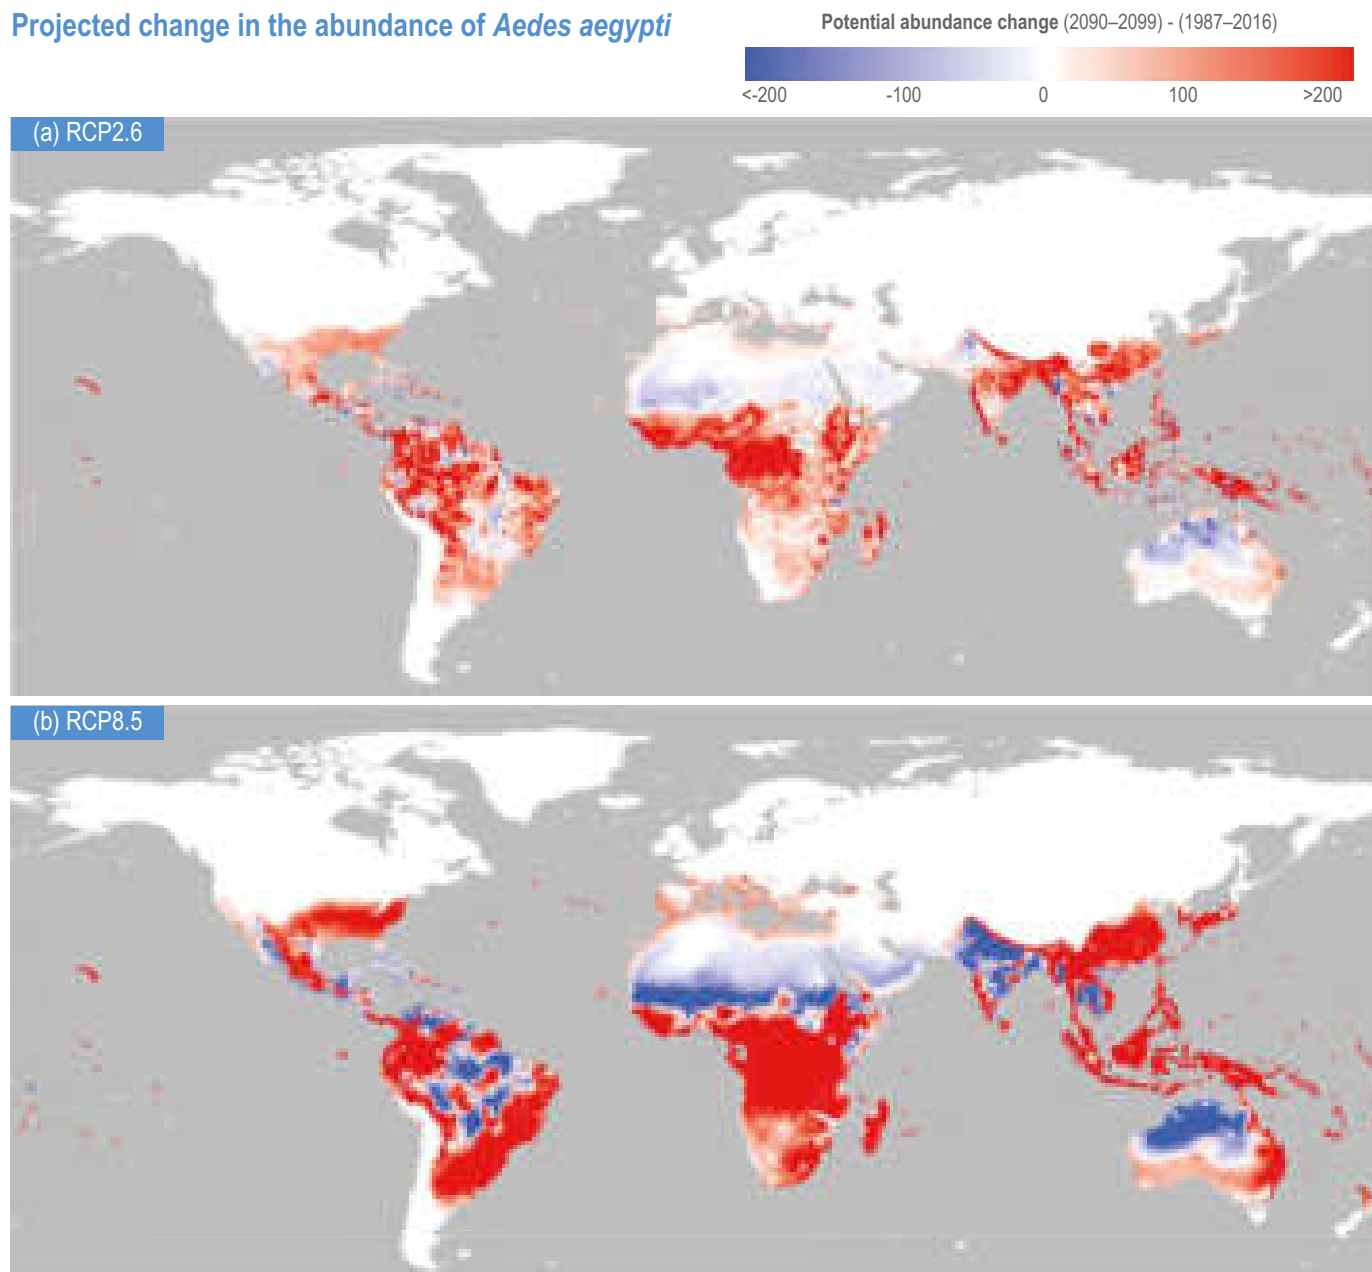 Projected change in the abundance of Aedes aegypti
Potential abundance change (2090–2099) - (1987–2016)
<-200 -100 0 100 >200
(a) RCP2.6
(b) RCP8.5